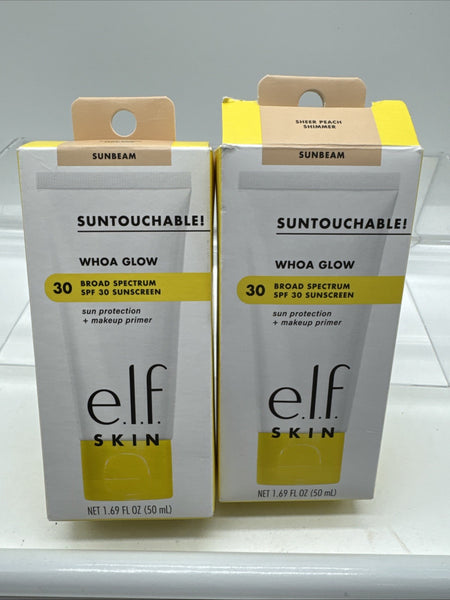 SUNBEAM
SUNTOUCHABLE!
WHOA GLOW
30 BROAD SPECTRUM
SPF 30 SUNSCREEN
sun protection
+ makeup primer
e.l.f.
SKIN
NET 1.69 FL OZ (50 mL)
SHEER PEACH
SHIMMER
SUNBEAM
SUNTOUCHABLE!
WHOA GLOW
30 BROAD SPECTRUM
SPF 30 SUNSCREEN
sun protection
+ makeup primer
e.l.f.
SKIN
NET 1.69 FL OZ (50 mL)